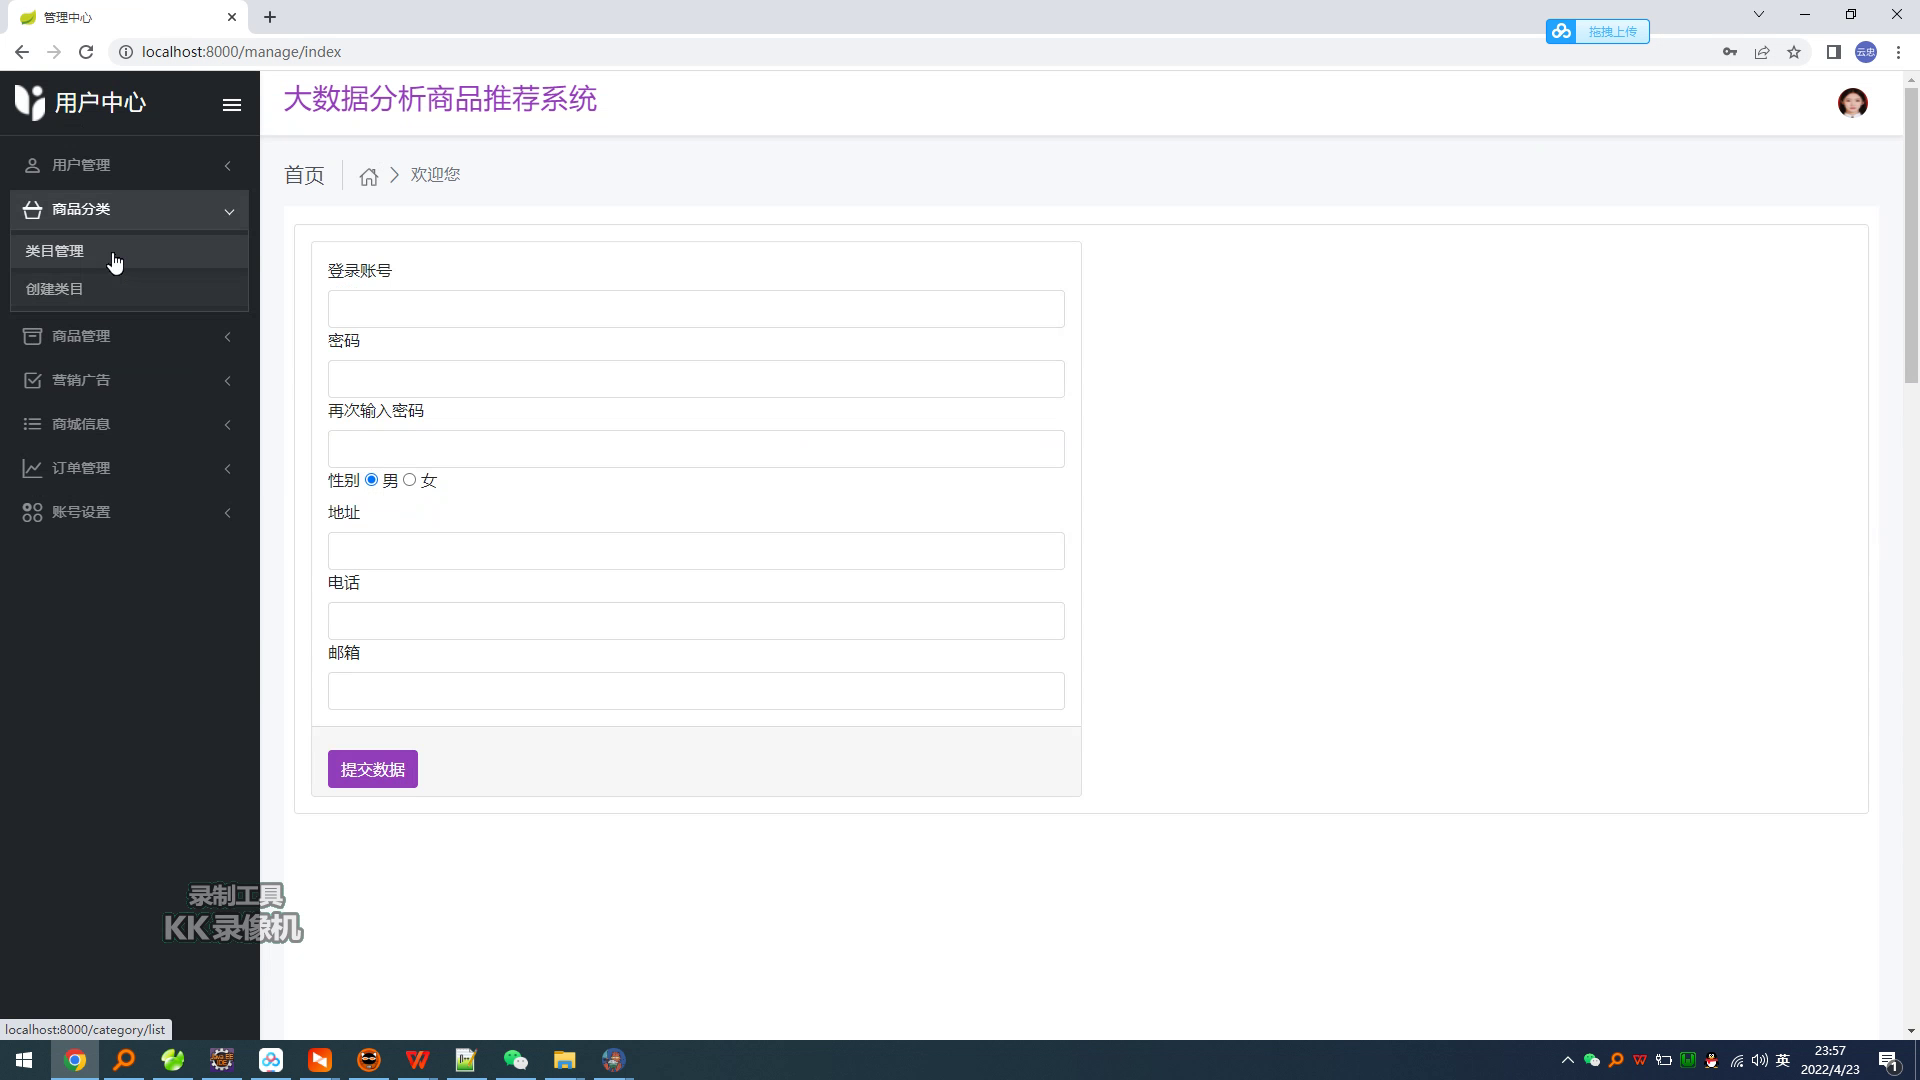 管理中心
拖拽上传
localhost:8000/manage/index
云忠
用户中心
大数据分析商品推荐系统
用户管理
首页
欢迎您
商品分类
类目管理
创建类目
商品管理
营销广告
商城信息
订单管理
账号设置
登录账号
密码
再次输入密码
性别 男 女
地址
电话
邮箱
提交数据
录制工具
KK录像机
localhost:8000/category/list
英
23:57
2022/4/23
1